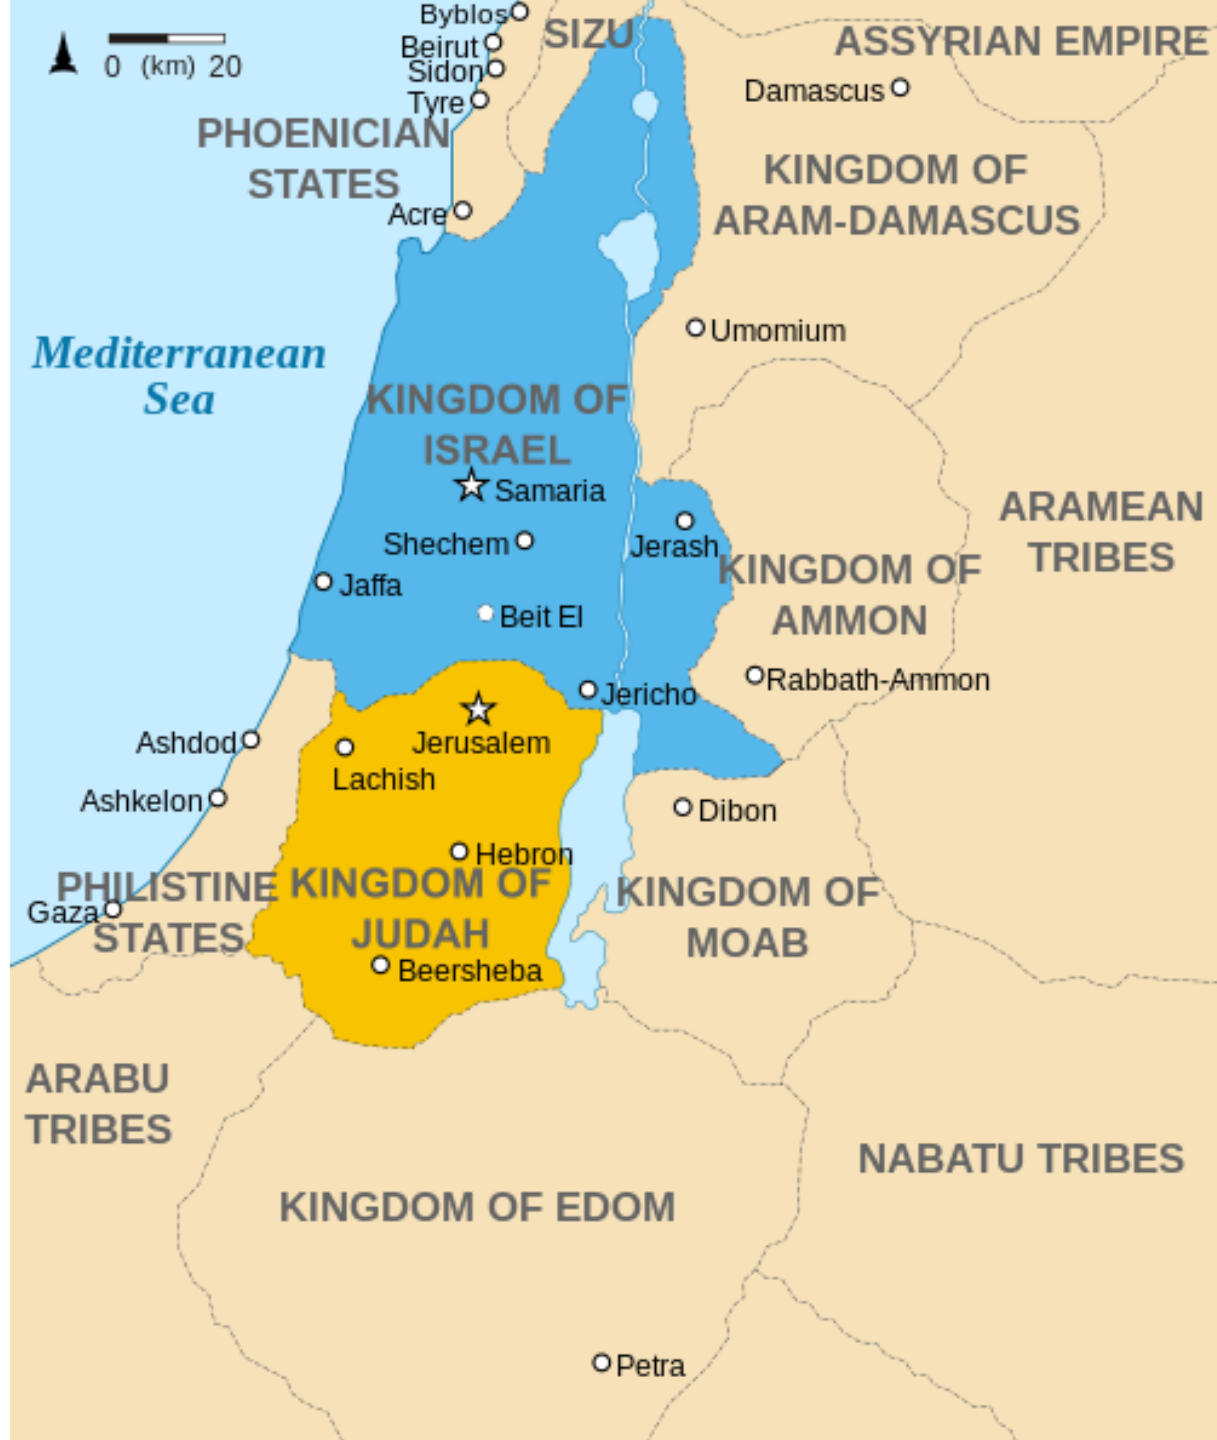 Byblos
SIZU
ASSYRIAN EMPIRE
0 (km) 20
Beirut
Sidon
Tyre
Damascus
PHOENICIAN
STATES
KINGDOM OF
ARAM-DAMASCUS
Acre
Umomium
Mediterranean
Sea
KINGDOM OF
ISRAEL
Samaria
Shechem
Jerash
ARAMEAN
TRIBES
Jaffa
KINGDOM OF
AMMON
Beit El
Rabbath-Ammon
Jericho
Jerusalem
Ashdod
Lachish
Ashkelon
Dibon
Hebron
PHILISTINE
STATES
KINGDOM OF
JUDAH
KINGDOM OF
MOAB
Gaza
Beersheba
ARABU
TRIBES
NABATU TRIBES
KINGDOM OF EDOM
Petra